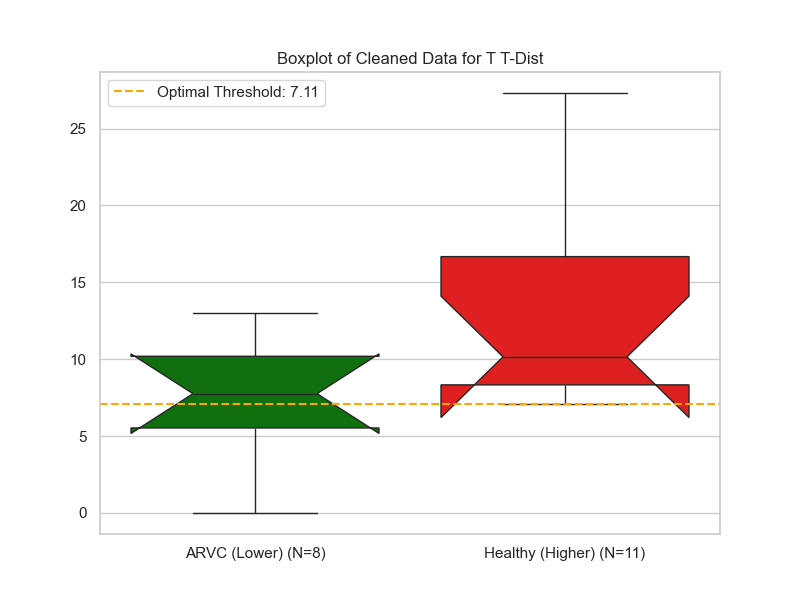 Boxplot of Cleaned Data for T T-Dist
Optimal Threshold: 7.11
25
20
15
10
5
0
ARVC (Lower) (N=8)
Healthy (Higher) (N=11)